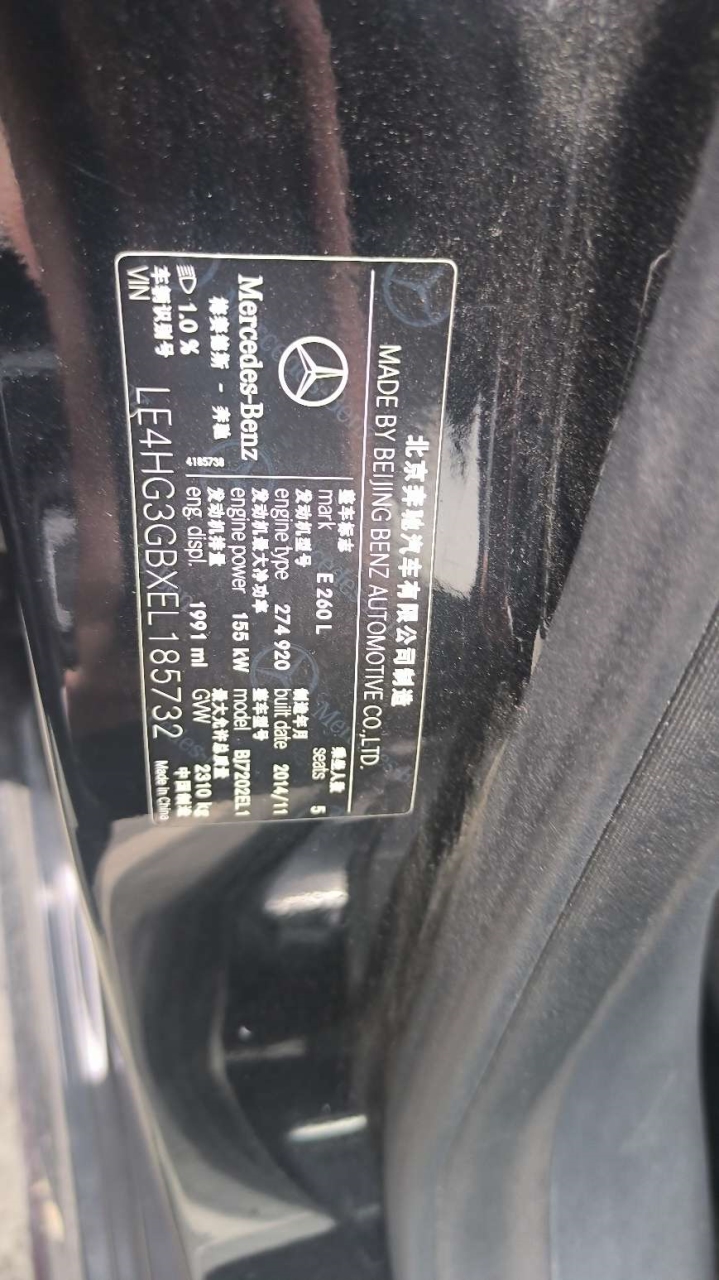 北京奔驰汽车有限公司制造
MADE BY BEIJING BENZ AUTOMOTIVE CO.,LTD.
Mercedes-Benz
梅赛德斯 - 奔驰
4185738
1.0 %
整车标志
mark E 260 L
乘坐人数
seats 5
发动机型号
engine type 274 920
制造年月
built date 2014/11
发动机最大净功率
engine power 155 kW
整车型号
model BJ7202EL1
发动机排量
eng. displ. 1991 ml
最大允许总质量
GVW 2310 kg
车辆识别号
VIN LE4HG3GBXEL185732
中国制造
Made in China